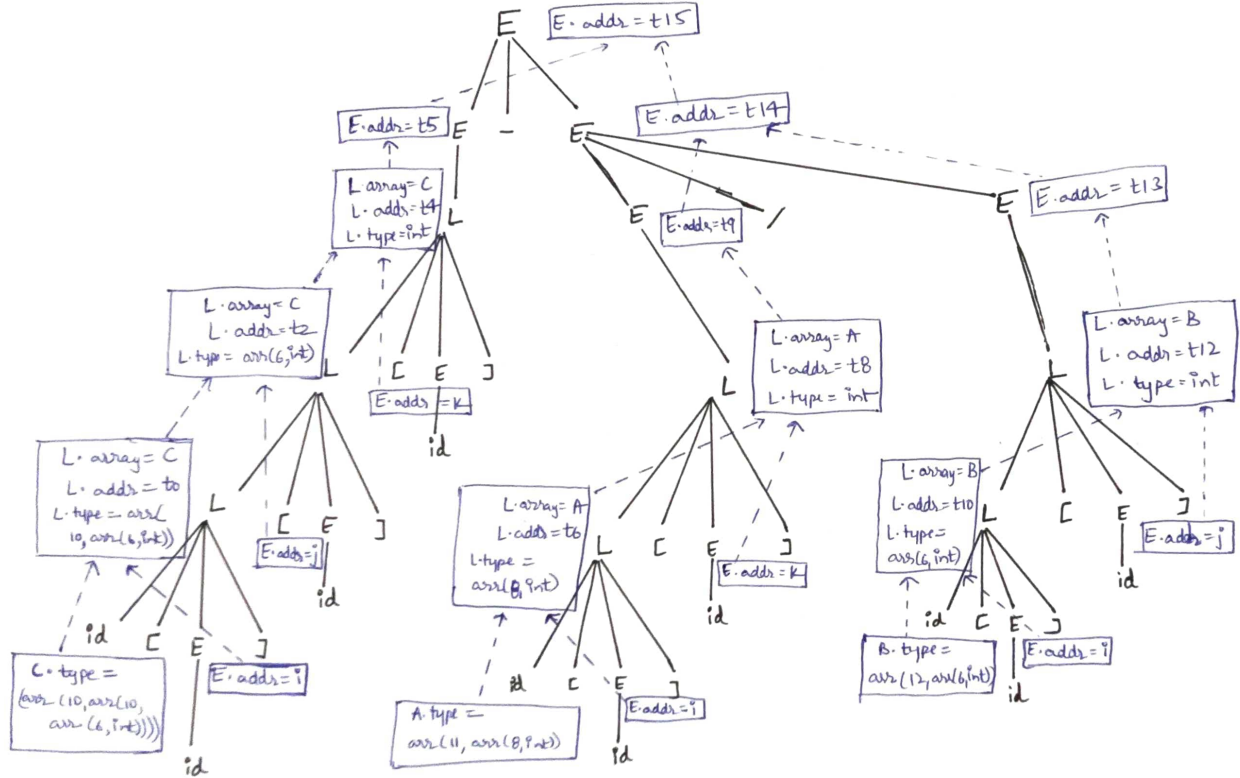 E
E.addr = t15
E.addr = t5
E
-
E
E.addr = t14
L.array = C
L.addr = t4
L.type = int
L
E
E.addr = t9
/
E
E.addr = t13
L.array = C
L.addr = t2
L.type = arr(6,int)
L
[
E
]
E.addr = k
id
L.array = A
L.addr = t8
L.type = int
L
L.array = B
L.addr = t12
L.type = int
L
L.array = C
L.addr = t0
L.type = arr(
10, arr(6,int))
L
[
E
]
E.addr = j
id
L.array = A
L.addr = t6
L.type =
arr(8,int)
L
[
E
]
E.addr = k
id
L.array = B
L.addr = t10
L.type =
arr(6,int)
L
[
E
]
E.addr = j
id
id
[
E
]
E.addr = i
id
C.type =
(arr(10,arr(10,
arr(6,int))))
id
[
E
]
E.addr = i
id
A.type =
arr(11, arr(8,int))
id
[
E
]
E.addr = i
id
B.type =
arr(12,arr(6,int)